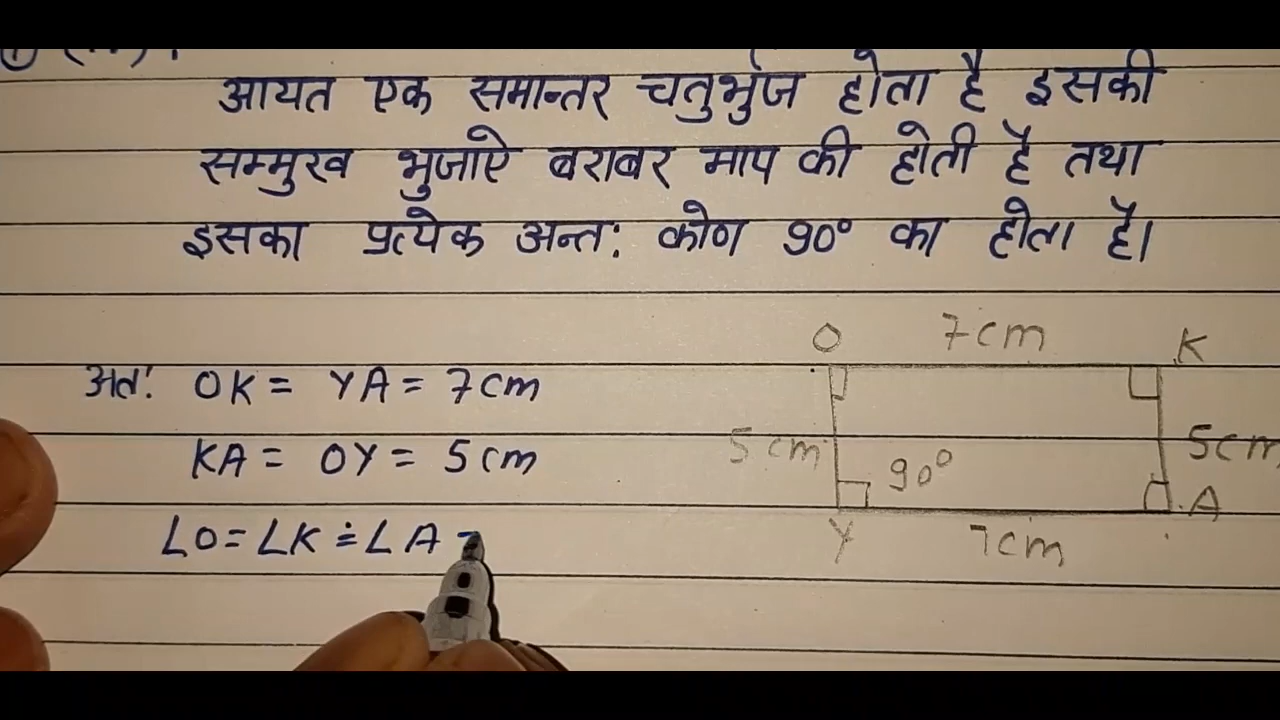 आयत एक समान्तर चतुर्भुज होता है इसकी
सम्मुख भुजाऐ बराबर माप की होती है तथा
इसका प्रत्येक अन्त: कोण 90° का होता है।
अत: OK = YA = 7cm
KA = OY = 5cm
∠O = ∠K = ∠A =
O 7cm K
5cm 90° 5cm
Y 7cm A